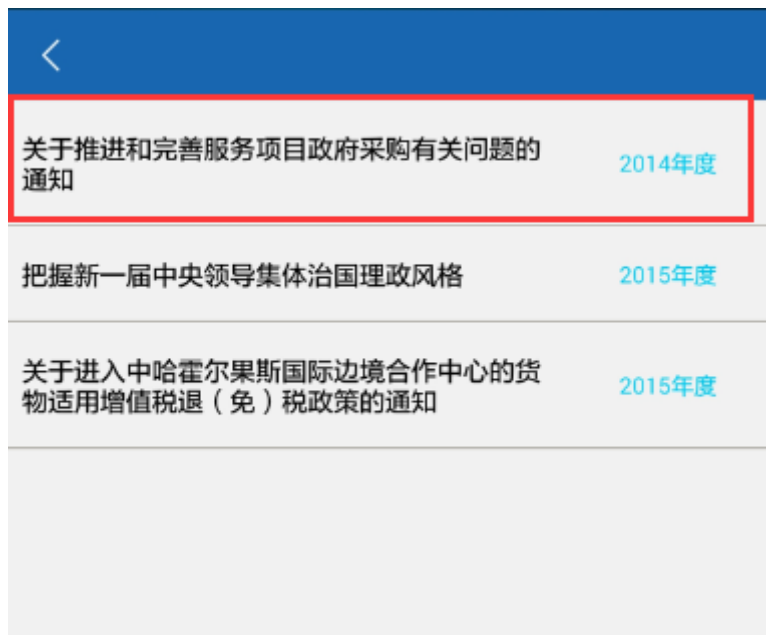 关于推进和完善服务项目政府采购有关问题的
通知
2014年度
把握新一届中央领导集体治国理政风格
2015年度
关于进入中哈霍尔果斯国际边境合作中心的货
物适用增值税退（免）税政策的通知
2015年度